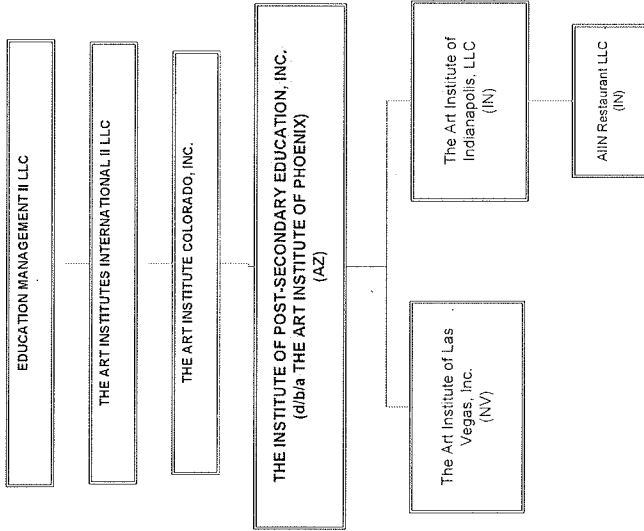 EDUCATION MANAGEMENT II LLC
THE ART INSTITUTES INTERNATIONAL II LLC
THE ART INSTITUTE COLORADO, INC.
THE INSTITUTE OF POST-SECONDARY EDUCATION, INC.
(d/b/a THE ART INSTITUTE OF PHOENIX)
(AZ)
The Art Institute of Las
Vegas, Inc.
(NV)
The Art Institute of
Indianapolis, LLC
(IN)
AIIN Restaurant LLC
(IN)